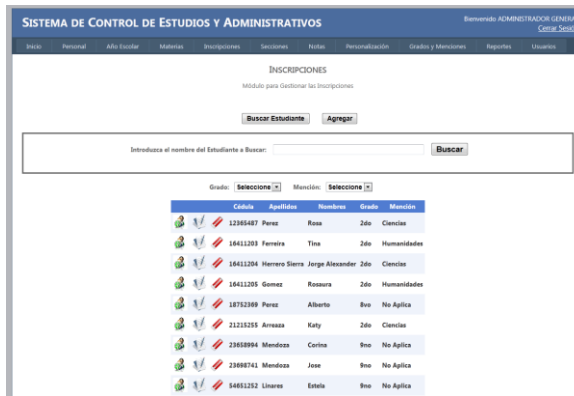 SISTEMA DE CONTROL DE ESTUDIOS Y ADMINISTRATIVOS
Bienvenido ADMINISTRADOR GENERA
Cerrar Sesió
Inicio Personal Año Escolar Materias Inscripciones Secciones Notas Personalización Grados y Menciones Reportes Usuarios
INSCRIPCIONES
Módulo para Gestionar las Inscripciones
Buscar Estudiante Agregar
Introduzca el nombre del Estudiante a Buscar: Buscar
Grado: Seleccione Mención: Seleccione
Cédula Apellidos Nombres Grado Mención
12365487 Perez Rosa 2do Ciencias
16411203 Ferreira Tina 2do Humanidades
16411204 Herrero Sierra Jorge Alexander 2do Ciencias
16411205 Gomez Rosaura 2do Humanidades
18752369 Perez Alberto 8vo No Aplica
21215255 Arreaza Katy 2do Ciencias
23658994 Mendoza Corina 9no No Aplica
23698741 Mendoza Jose 9no No Aplica
54651252 Linares Estela 9no No Aplica